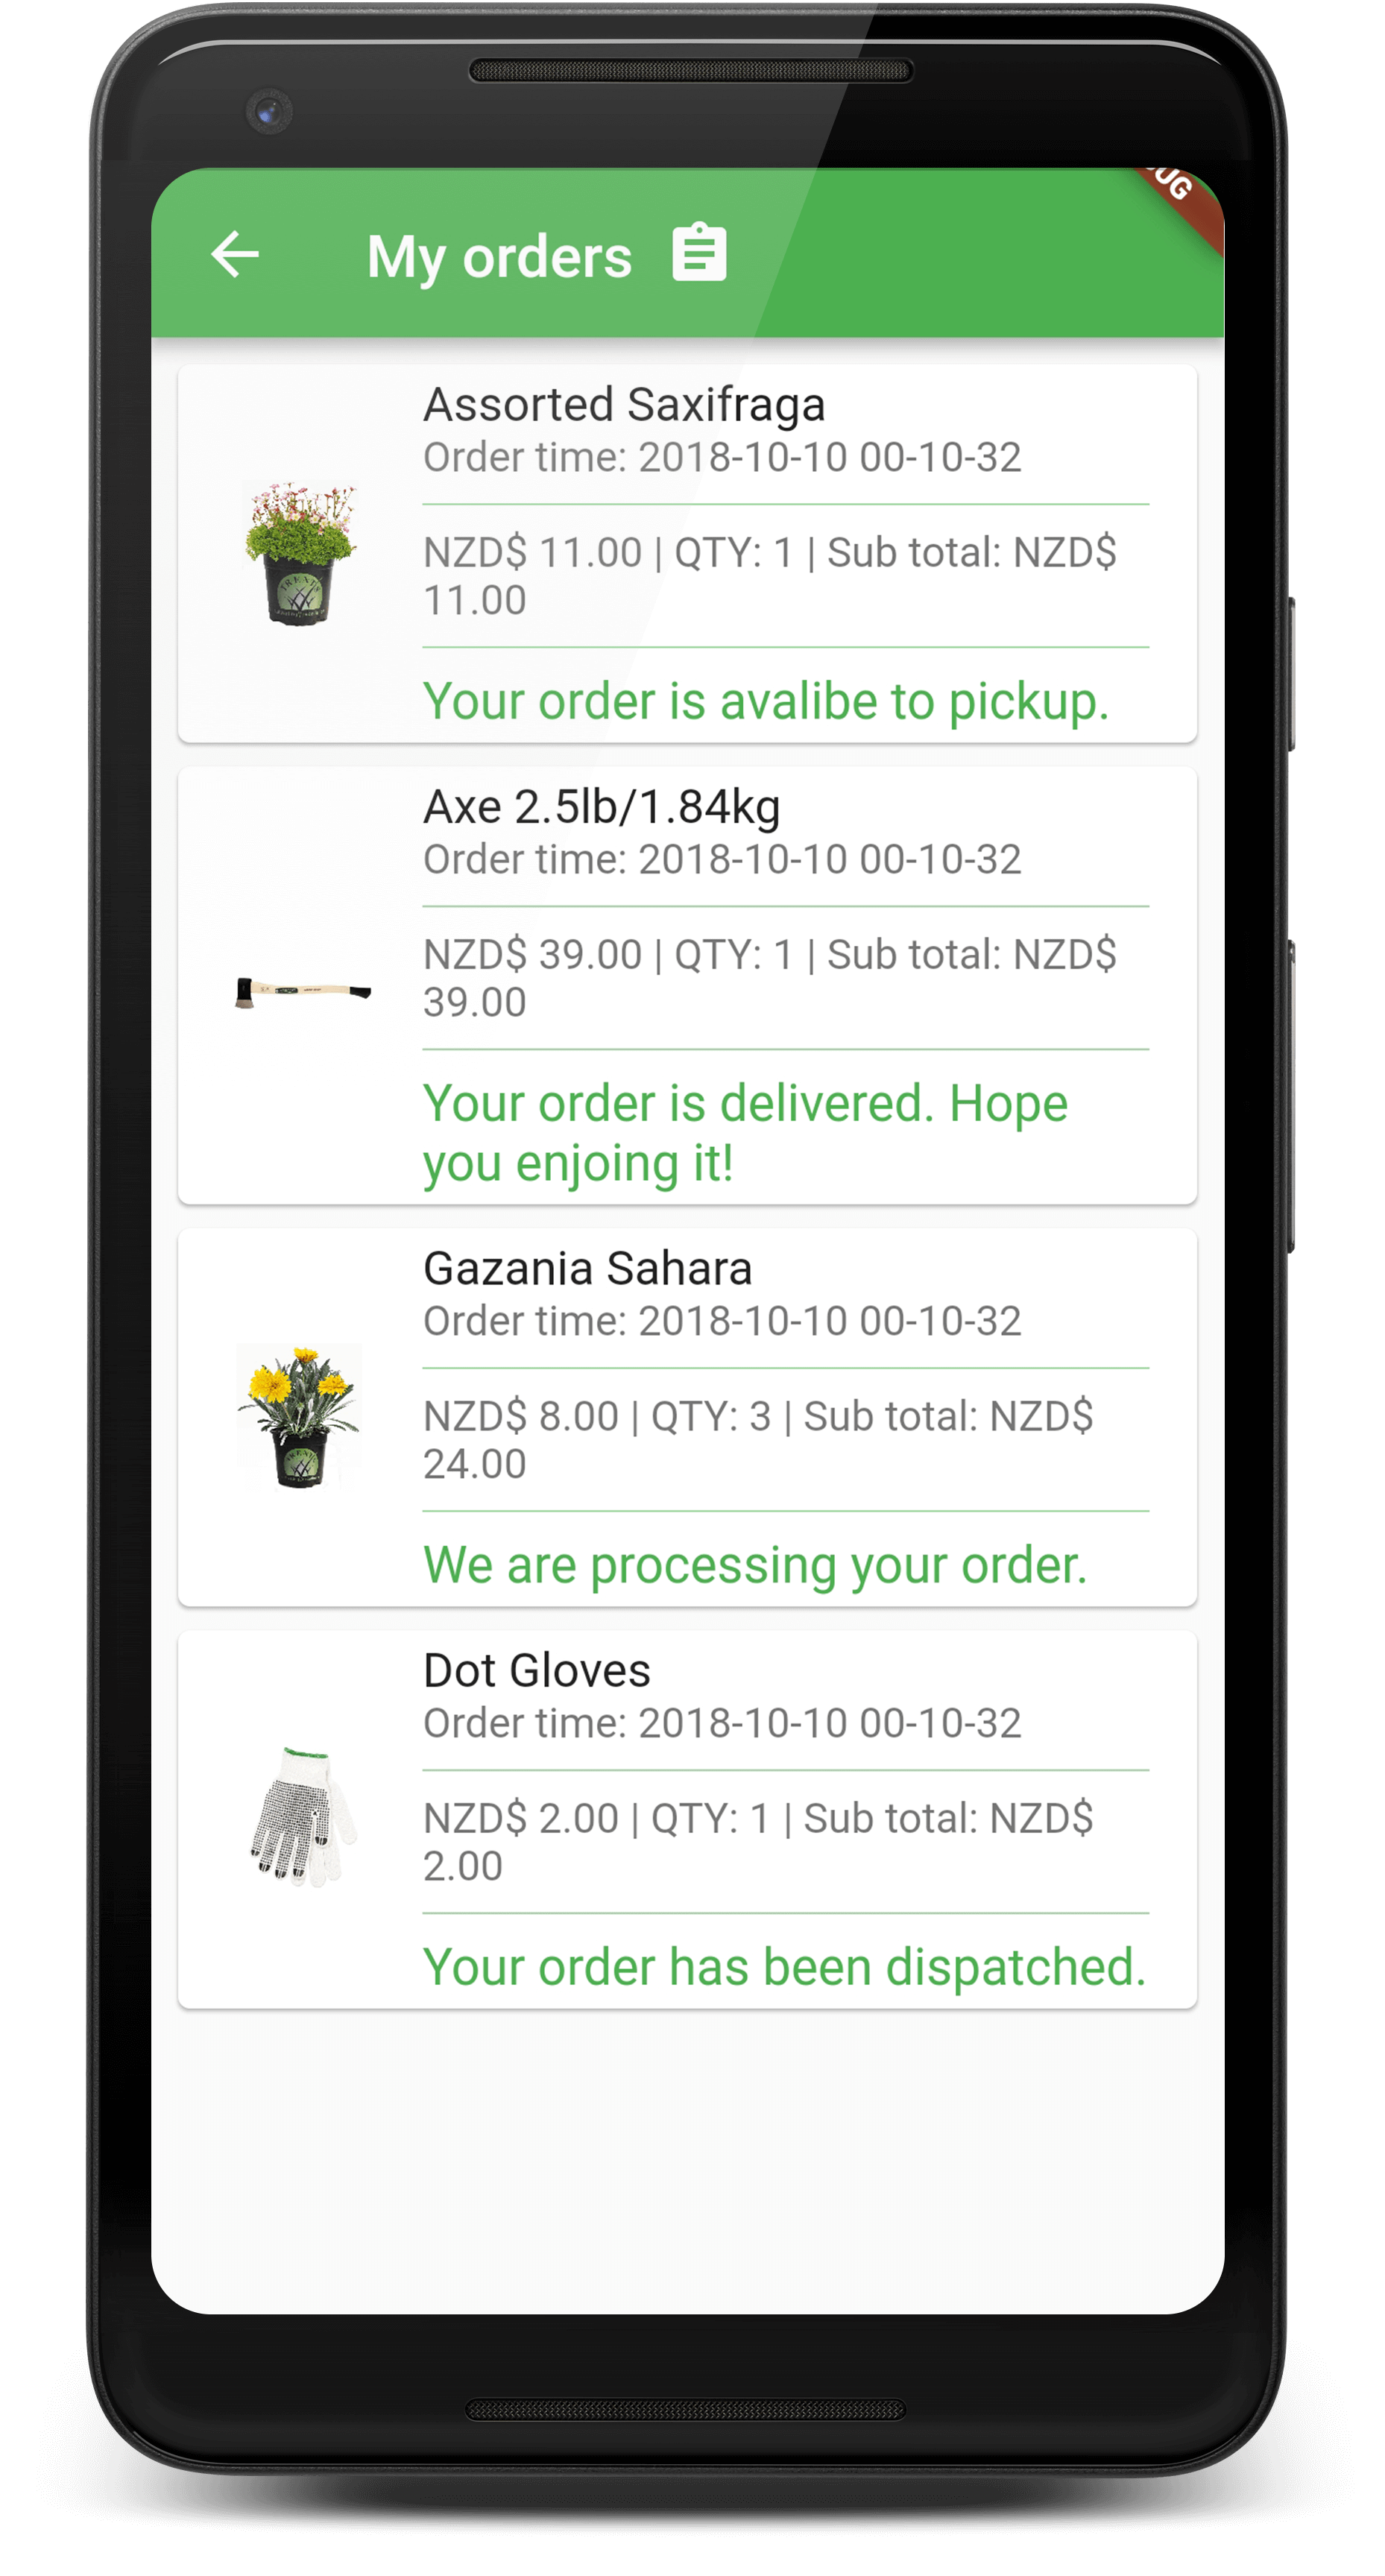 My orders
Assorted Saxifraga
Order time: 2018-10-10 00-10-32
NZD$ 11.00 | QTY: 1 | Sub total: NZD$
11.00
Your order is avalibe to pickup.
Axe 2.5lb/1.84kg
Order time: 2018-10-10 00-10-32
NZD$ 39.00 | QTY: 1 | Sub total: NZD$
39.00
Your order is delivered. Hope
you enjoing it!
Gazania Sahara
Order time: 2018-10-10 00-10-32
NZD$ 8.00 | QTY: 3 | Sub total: NZD$
24.00
We are processing your order.
Dot Gloves
Order time: 2018-10-10 00-10-32
NZD$ 2.00 | QTY: 1 | Sub total: NZD$
2.00
Your order has been dispatched.